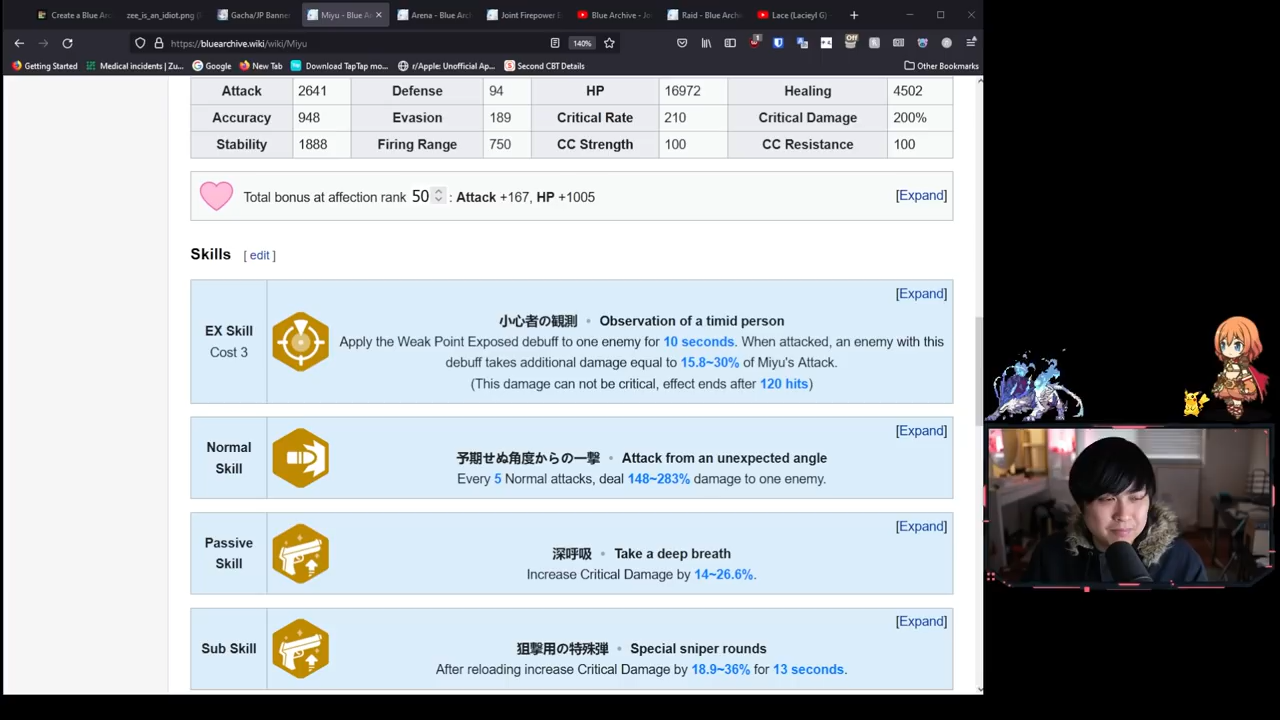 Create a Blue Ar
zee_is_an_idiot.png (
Gacha/JP Banner
Miyu - Blue A
Arena - Blue Arc
Joint Firepower E
Blue Archive - Jo
Raid - Blue Archi
Lace (Lacieyl G) -
https://bluearchive.wiki/wiki/Miyu
140%
1
Off
Getting Started
Medical incidents | Zu...
Google
New Tab
Download TapTap mo...
r/Apple: Unofficial Ap...
Second CBT Details
Other Bookmarks
Attack 2641 Defense 94 HP 16972 Healing 4502
Accuracy 948 Evasion 189 Critical Rate 210 Critical Damage 200%
Stability 1888 Firing Range 750 CC Strength 100 CC Resistance 100
Total bonus at affection rank 50 : Attack +167, HP +1005 [Expand]
Skills [ edit ]
[Expand]
EX Skill
Cost 3
小心者の観測 • Observation of a timid person
Apply the Weak Point Exposed debuff to one enemy for 10 seconds. When attacked, an enemy with this
debuff takes additional damage equal to 15.8~30% of Miyu's Attack.
(This damage can not be critical, effect ends after 120 hits)
[Expand]
Normal
Skill
予期せぬ角度からの一撃 • Attack from an unexpected angle
Every 5 Normal attacks, deal 148~283% damage to one enemy.
[Expand]
Passive
Skill
深呼吸 • Take a deep breath
Increase Critical Damage by 14~26.6%.
[Expand]
Sub Skill
狙撃用の特殊弾 • Special sniper rounds
After reloading increase Critical Damage by 18.9~36% for 13 seconds.